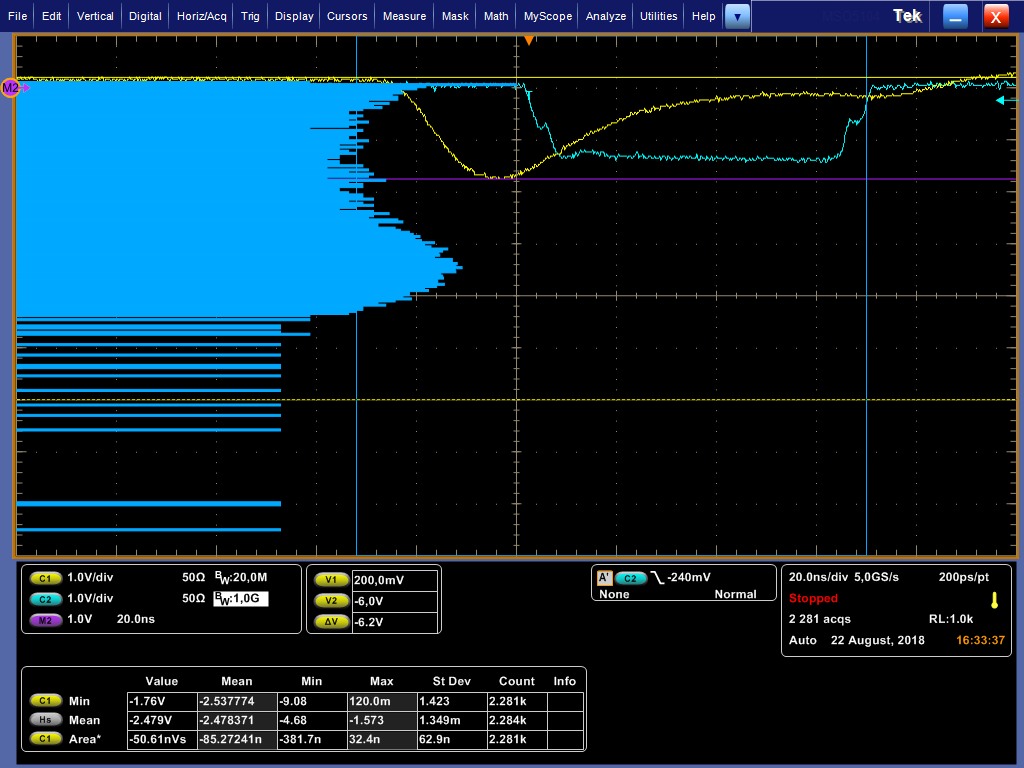 File Edit Vertical Digital Horiz/Acq Trig Display Cursors Measure Mask Math MyScope Analyze Utilities Help Tek X
M2
C1 1.0V/div 50Ω BW:20,0M
C2 1.0V/div 50Ω BW:1,0G
M2 1.0V 20.0ns
V1 200,0mV
V2 -6,0V
ΔV -6.2V
A' C2 -240mV
None Normal
20.0ns/div 5,0GS/s 200ps/pt
Stopped
2 281 acqs RL:1.0k
Auto 22 August, 2018 16:33:37
Value Mean Min Max St Dev Count Info
C1 Min -1.76V -2.537774 -9.08 120.0m 1.423 2.281k
Hs Mean -2.479V -2.478371 -4.68 -1.573 1.349m 2.284k
C1 Area* -50.61nVs -85.27241n -381.7n 32.4n 62.9n 2.281k